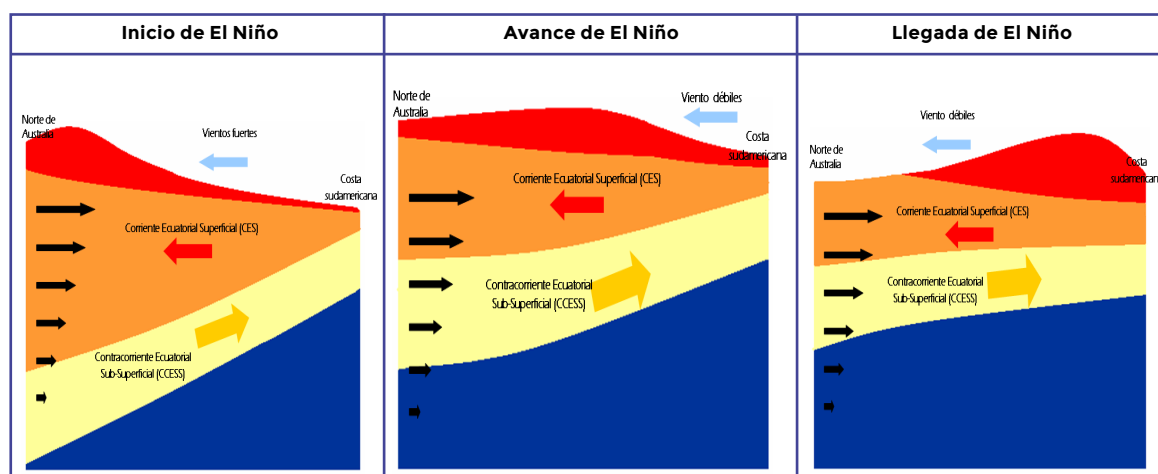 Inicio de El Niño
Avance de El Niño
Llegada de El Niño
Norte de
Australia
Vientos fuertes
Costa
sudamericana
Corriente Ecuatorial Superficial (CES)
Contracorriente Ecuatorial
Sub-Superficial (CCESS)
Norte de
Australia
Viento débiles
Costa
sudamericana
Corriente Ecuatorial Superficial (CES)
Contracorriente Ecuatorial
Sub-Superficial (CCESS)
Viento débiles
Norte de
Australia
Costa
sudamericana
Corriente Ecuatorial Superficial (CES)
Contracorriente Ecuatorial
Sub-Superficial (CCESS)